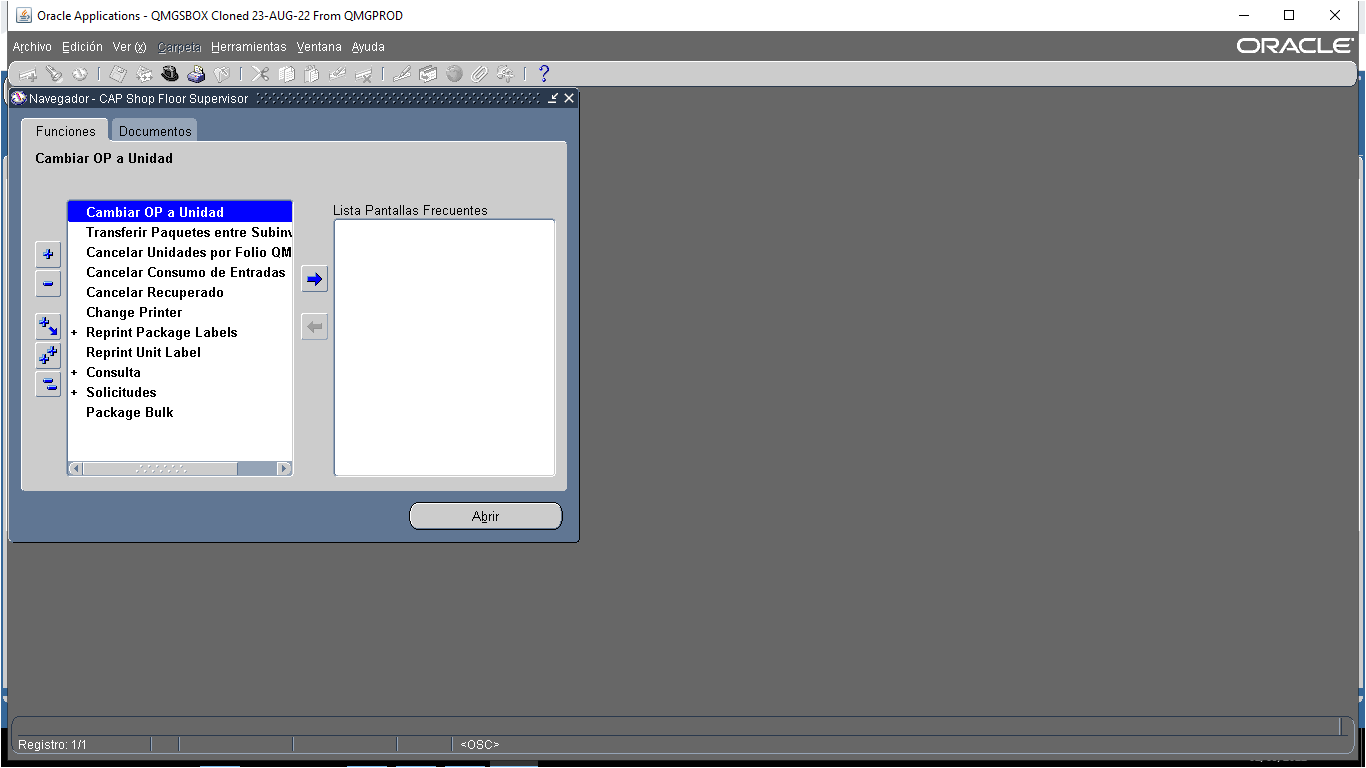 Oracle Applications - QMGSBOX Cloned 23-AUG-22 From QMGPROD
Archivo Edición Ver (x) Carpeta Herramientas Ventana Ayuda
ORACLE
?
Navegador - CAP Shop Floor Supervisor
Funciones Documentos
Cambiar OP a Unidad
Lista Pantallas Frecuentes
Cambiar OP a Unidad
Transferir Paquetes entre Subinv
Cancelar Unidades por Folio QM
Cancelar Consumo de Entradas
Cancelar Recuperado
Change Printer
+ Reprint Package Labels
Reprint Unit Label
+ Consulta
+ Solicitudes
Package Bulk
Abrir
Registro: 1/1 <OSC>